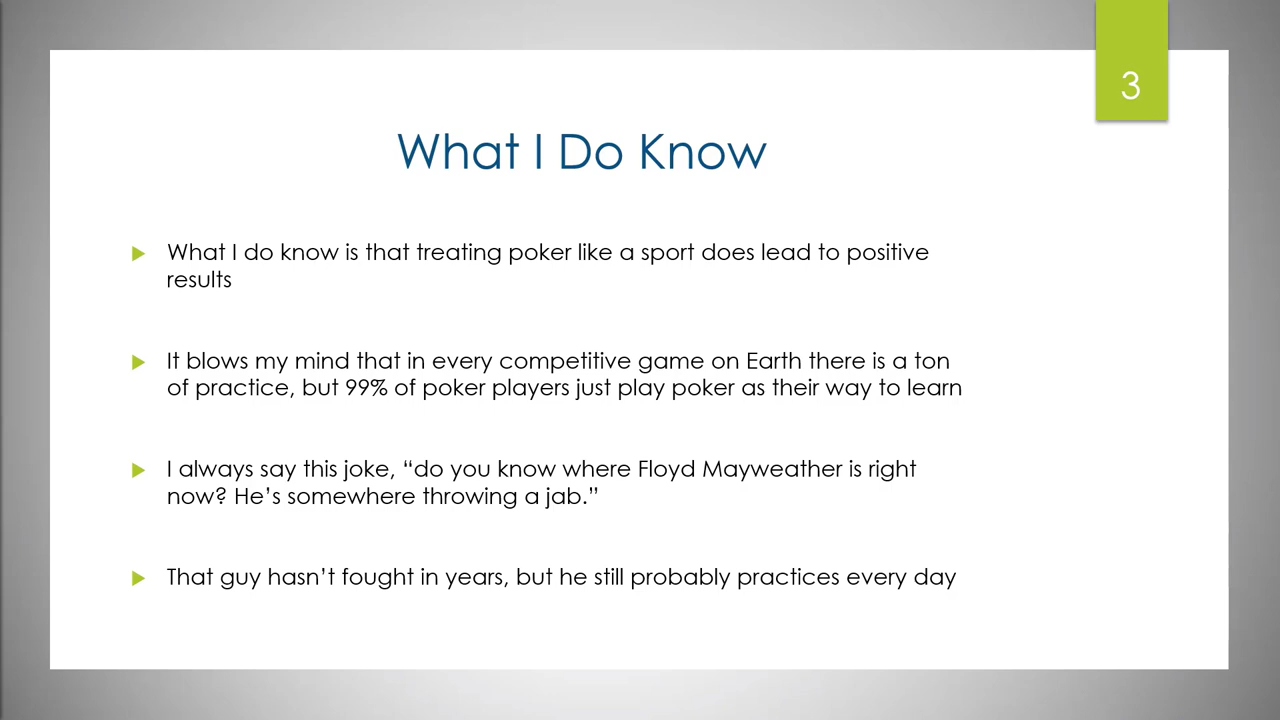 3
What I Do Know
What I do know is that treating poker like a sport does lead to positive
results
It blows my mind that in every competitive game on Earth there is a ton
of practice, but 99% of poker players just play poker as their way to learn
I always say this joke, “do you know where Floyd Mayweather is right
now? He’s somewhere throwing a jab.”
That guy hasn’t fought in years, but he still probably practices every day